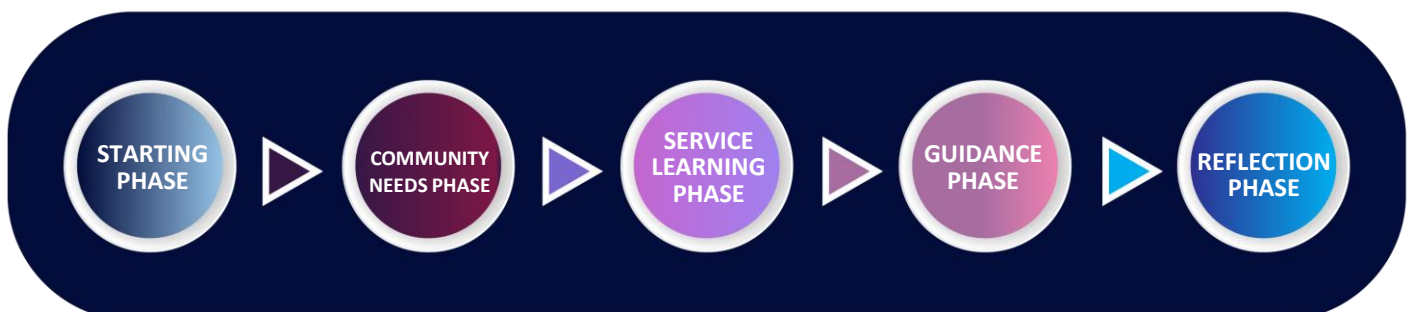 STARTING
PHASE
COMMUNITY
NEEDS PHASE
SERVICE
LEARNING
PHASE
GUIDANCE
PHASE
REFLECTION
PHASE